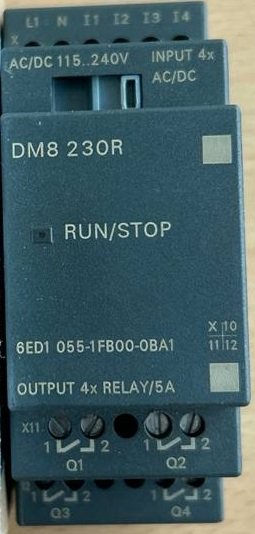 L1 N I1 I2 I3 I4
X
AC/DC 115..240V INPUT 4x
AC/DC
DM8 230R
RUN/STOP
X 10
6ED1 055-1FB00-0BA1 11 12
OUTPUT 4x RELAY/5A
X11
1 2 1 2
Q1 Q2
1 2 1 2
Q3 Q4